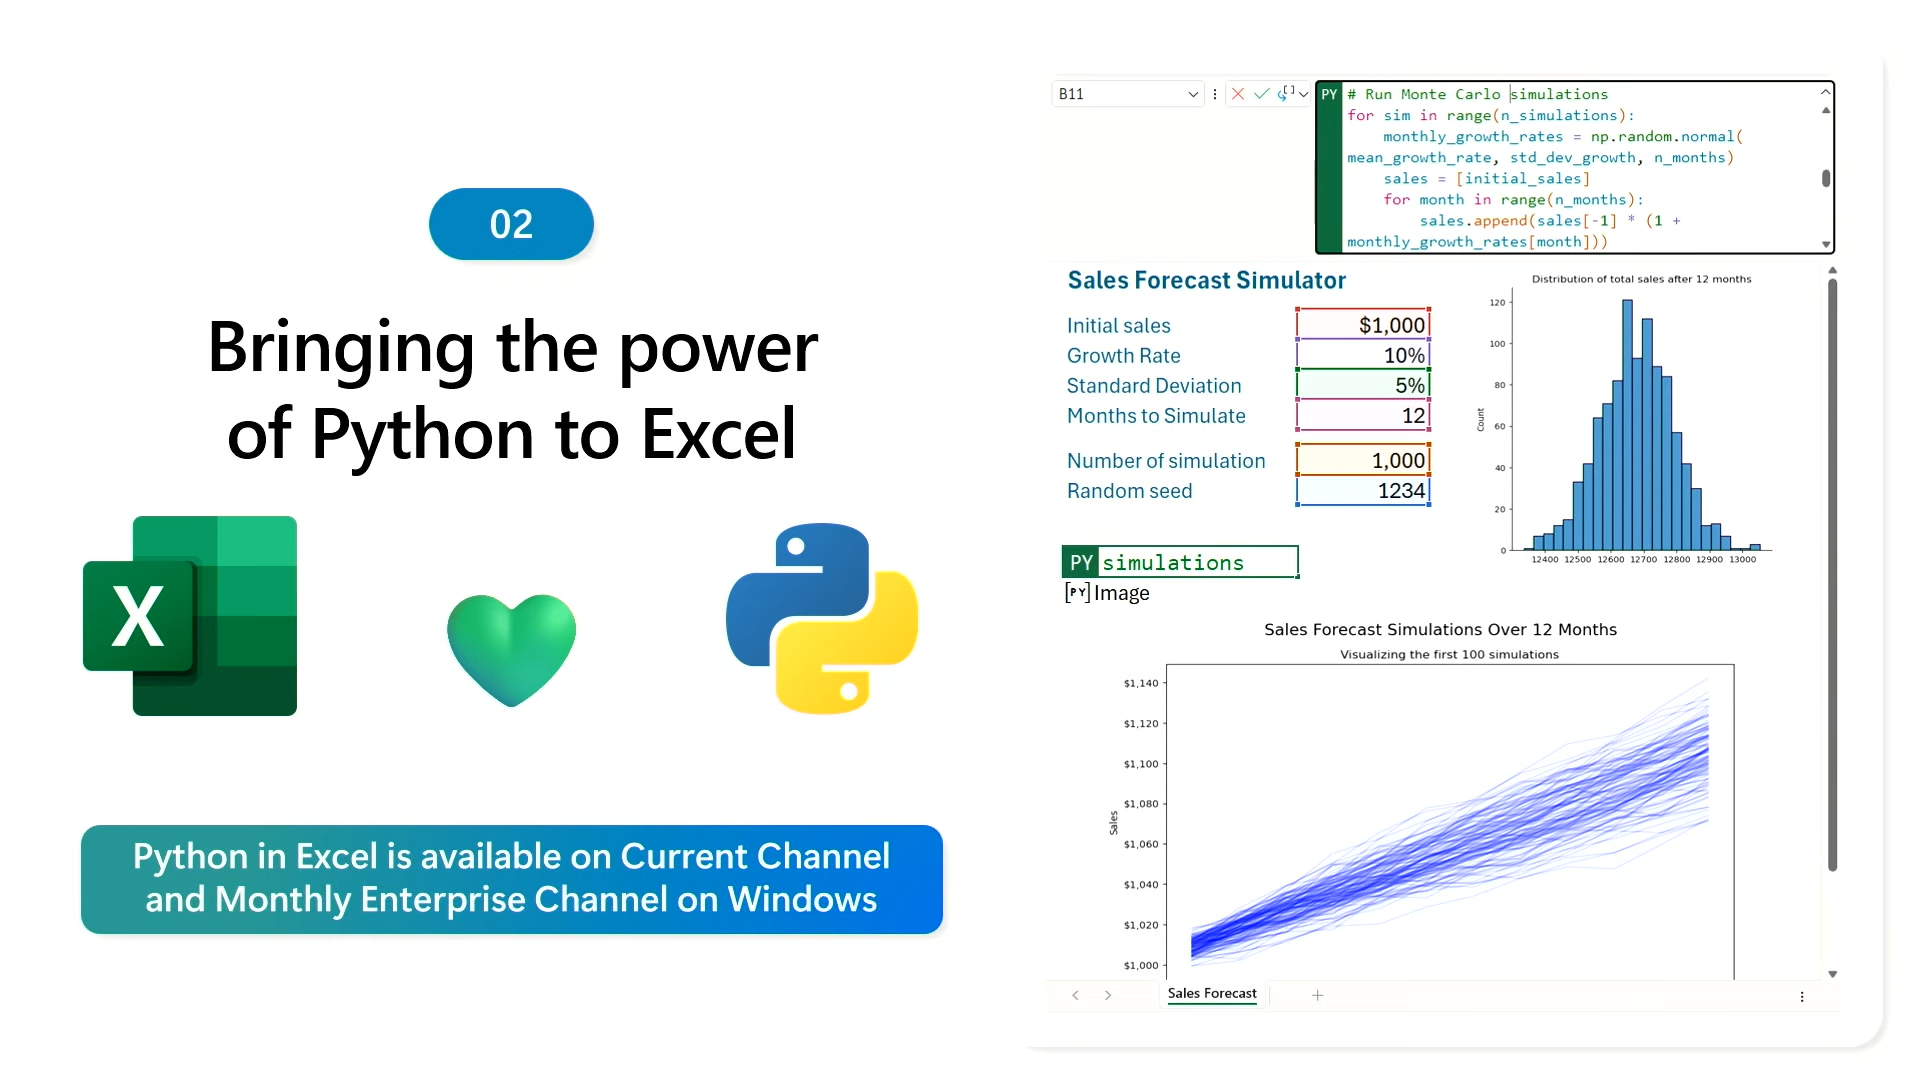 02
Bringing the power
of Python to Excel
X
Python in Excel is available on Current Channel
and Monthly Enterprise Channel on Windows
B11
PY
# Run Monte Carlo simulations
for sim in range(n_simulations):
monthly_growth_rates = np.random.normal(
mean_growth_rate, std_dev_growth, n_months)
sales = [initial_sales]
for month in range(n_months):
sales.append(sales[-1] * (1 +
monthly_growth_rates[month]))
Sales Forecast Simulator
Initial sales $1,000
Growth Rate 10%
Standard Deviation 5%
Months to Simulate 12
Number of simulation 1,000
Random seed 1234
PY simulations
[PY] Image
Distribution of total sales after 12 months
Count
120
100
80
60
40
20
0
12400 12500 12600 12700 12800 12900 13000
Sales Forecast Simulations Over 12 Months
Visualizing the first 100 simulations
Sales
$1,140
$1,120
$1,100
$1,080
$1,060
$1,040
$1,020
$1,000
Sales Forecast